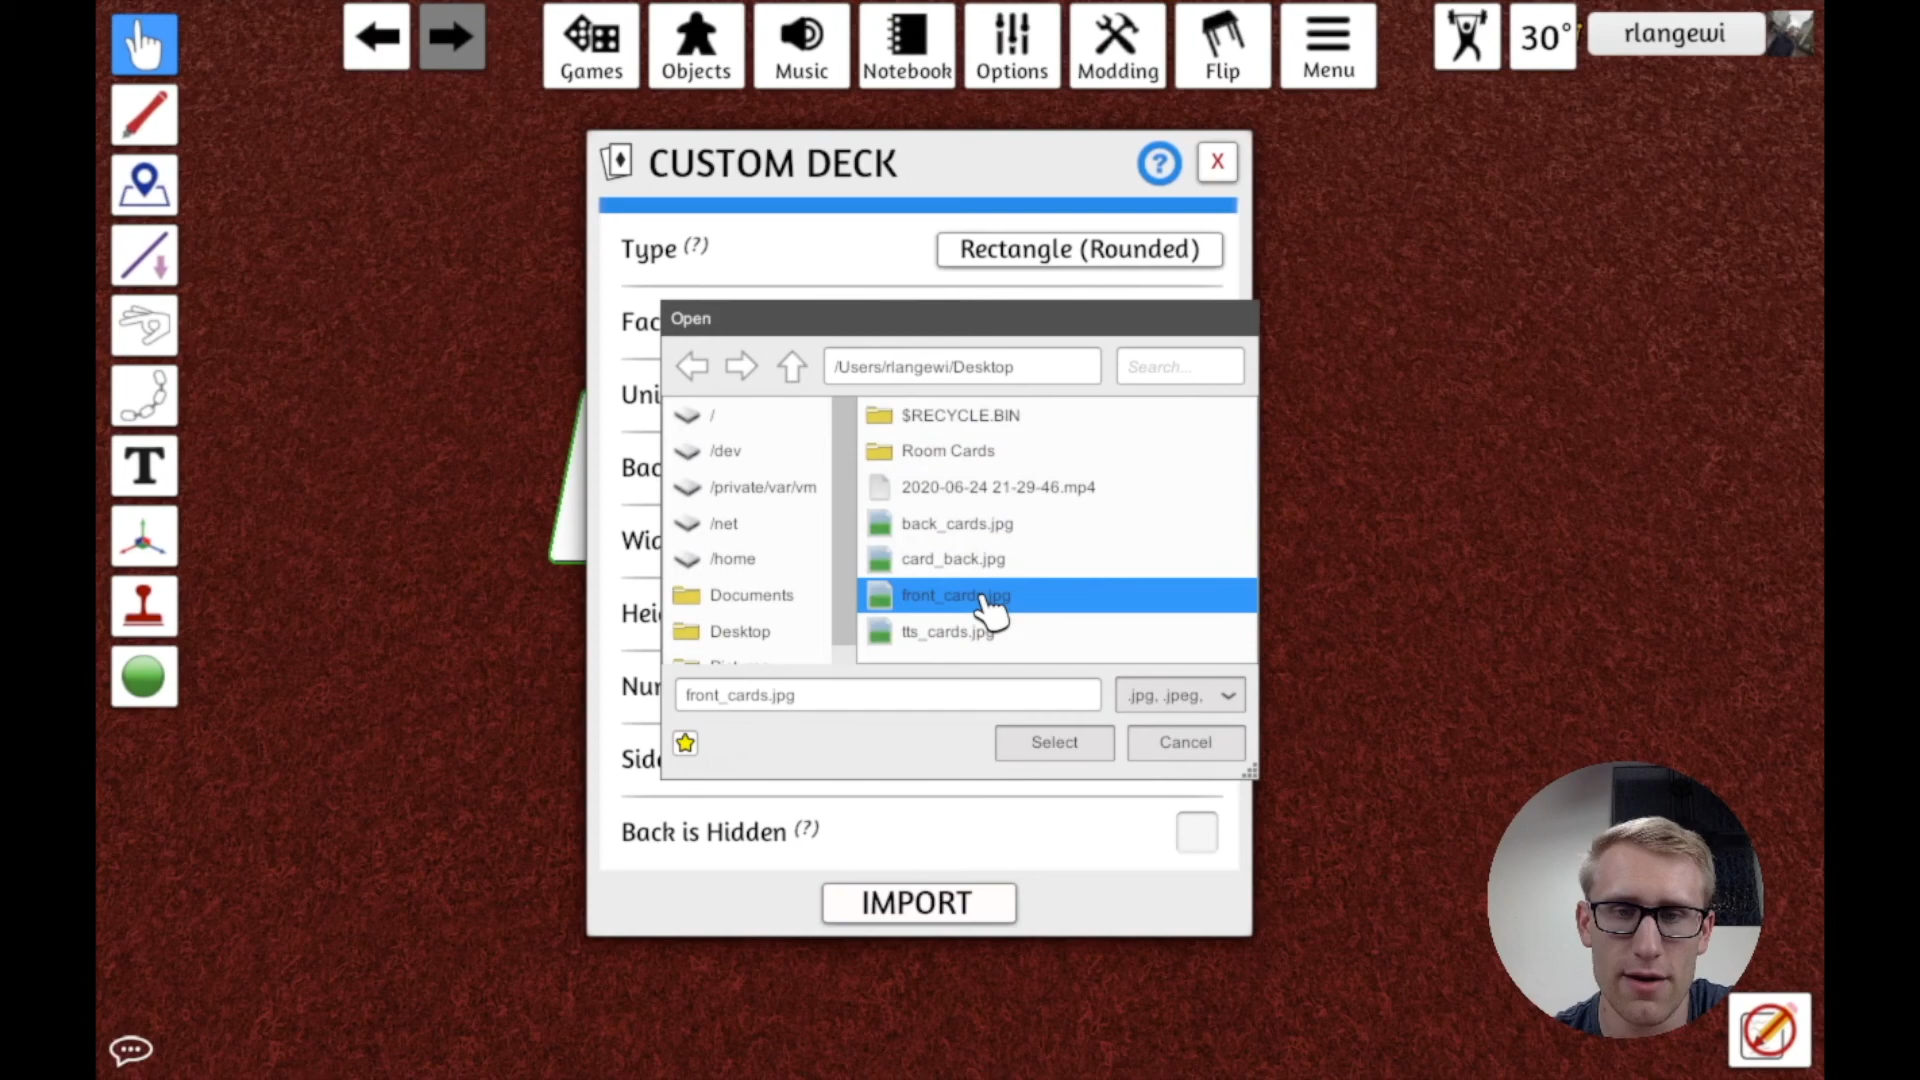 Games
Objects
Music
Notebook
Options
Modding
Flip
Menu
30°
rlangewi
CUSTOM DECK
?
X
Type (?)
Rectangle (Rounded)
Open
/Users/rlangewi/Desktop
Search...
/
/dev
/private/var/vm
/net
/home
Documents
Desktop
$RECYCLE.BIN
Room Cards
2020-06-24 21-29-46.mp4
back_cards.jpg
card_back.jpg
front_cards.jpg
tts_cards.jpg
front_cards.jpg
.jpg, .jpeg,
Select
Cancel
Fac
Uni
Bac
Wid
Hei
Nur
Side
Back is Hidden (?)
IMPORT
T